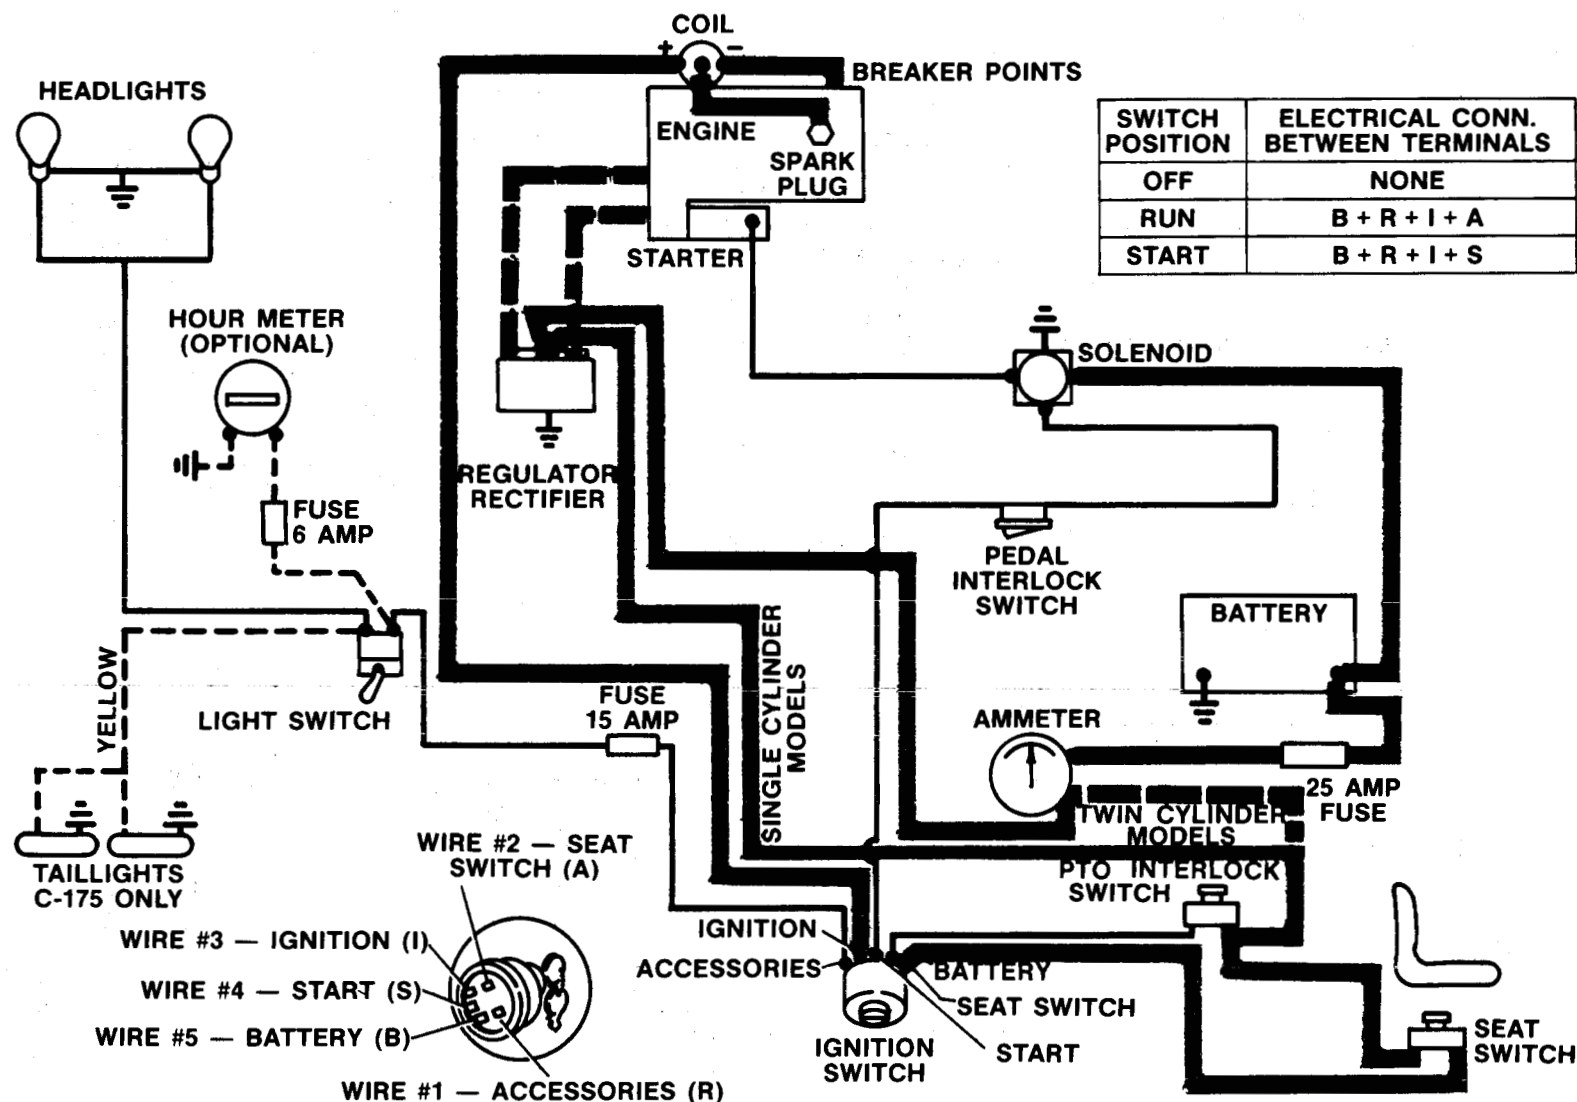 COIL
+ −
BREAKER POINTS
HEADLIGHTS
ENGINE
SPARK
PLUG
STARTER
SWITCH
POSITION
ELECTRICAL CONN.
BETWEEN TERMINALS
OFF
NONE
RUN
B + R + I + A
START
B + R + I + S
HOUR METER
(OPTIONAL)
SOLENOID
REGULATOR
RECTIFIER
FUSE
6 AMP
PEDAL
INTERLOCK
SWITCH
BATTERY
YELLOW
LIGHT SWITCH
FUSE
15 AMP
SINGLE CYLINDER
MODELS
AMMETER
25 AMP
FUSE
TWIN CYLINDER
MODELS
PTO INTERLOCK
SWITCH
TAILLIGHTS
C-175 ONLY
WIRE #2 — SEAT
SWITCH (A)
WIRE #3 — IGNITION (I)
WIRE #4 — START (S)
WIRE #5 — BATTERY (B)
WIRE #1 — ACCESSORIES (R)
IGNITION
ACCESSORIES
BATTERY
SEAT SWITCH
START
IGNITION
SWITCH
SEAT
SWITCH